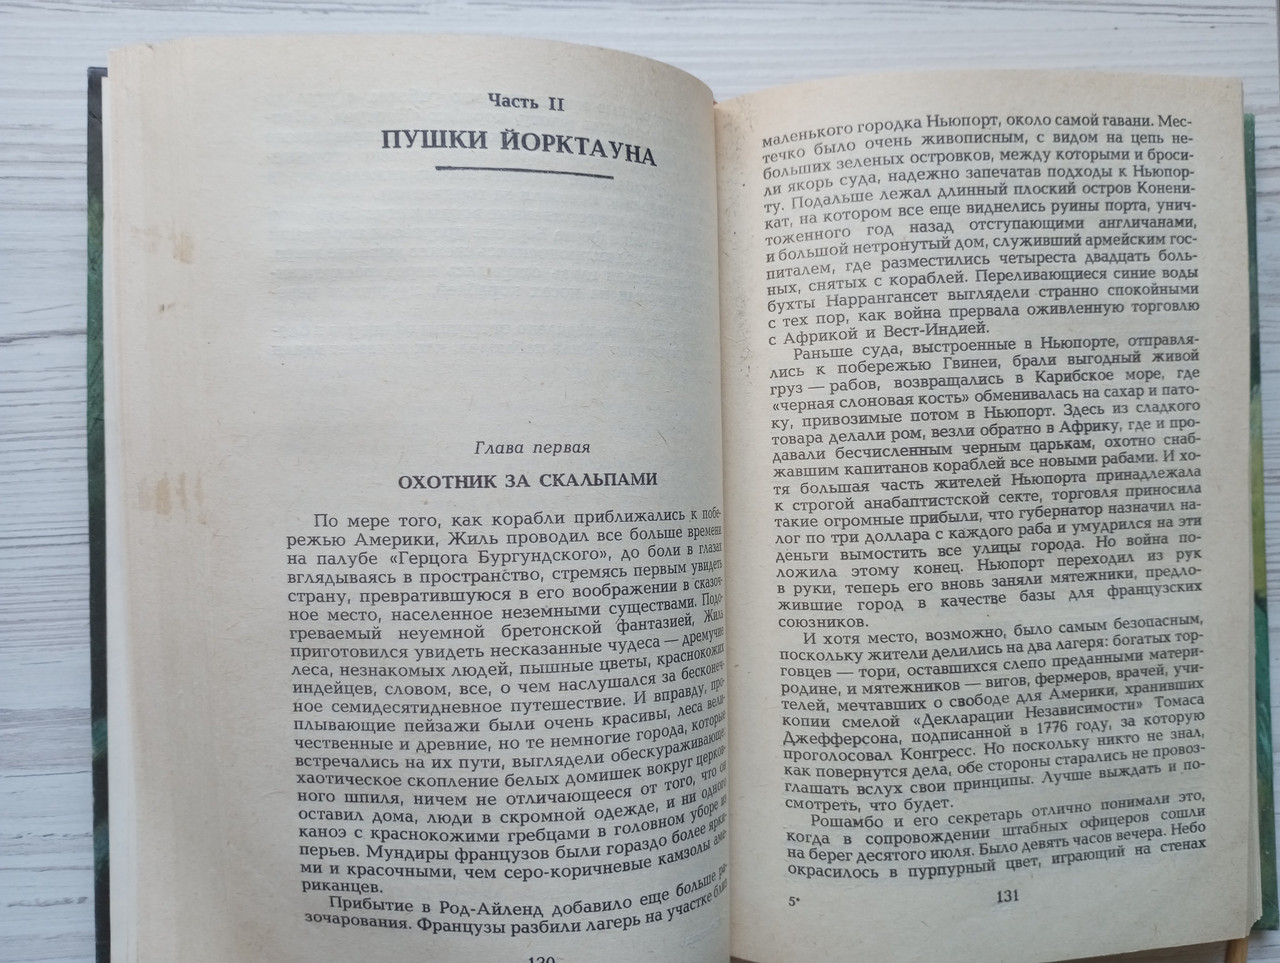 Часть II
ПУШКИ ЙОРКТАУНА
Глава первая
ОХОТНИК ЗА СКАЛЬПАМИ
По мере того, как корабли приближались к побе-
режью Америки, Жиль проводил все больше времени
на палубе «Герцога Бургундского», до боли в глазах
вглядываясь в пространство, стремясь первым увидеть
страну, превратившуюся в его воображении в сказоч-
ное место, населенное неземными существами. Подо-
греваемый неуемной бретонской фантазией, Жиль
приготовился увидеть несказанные чудеса — дремучие
леса, незнакомых людей, пышные цветы, краснокожих
индейцев, словом, все, о чем наслушался за бесконеч-
ное семидесятидневное путешествие. И вправду, про-
плывающие пейзажи были очень красивы, леса вели-
чественные и древние, но те немногие города, которые
встречались на их пути, выглядели обескураживающе:
хаотическое скопление белых домишек вокруг церков-
ного шпиля, ничем не отличающееся от того, что он
оставил дома, люди в скромной одежде, и ни одного
каноэ с краснокожими гребцами в головном уборе из
перьев. Мундиры французов были гораздо более ярки-
ми и красочными, чем серо-коричневые камзолы аме-
риканцев.
Прибытие в Род-Айленд добавило еще больше ра-
зочарования. Французы разбили лагерь на участке близ
130
маленького городка Ньюпорт, около самой гавани. Мес-
течко было очень живописным, с видом на цепь не-
больших зеленых островков, между которыми и броси-
ли якорь суда, надежно запечатав подходы к Ньюпор-
ту. Подальше лежал длинный плоский остров Конени-
кат, на котором все еще виднелись руины порта, унич-
тоженного год назад отступающими англичанами,
и большой нетронутый дом, служивший армейским гос-
питалем, где разместились четыреста двадцать боль-
ных, снятых с кораблей. Переливающиеся синие воды
бухты Наррангансет выглядели странно спокойными
с тех пор, как война прервала оживленную торговлю
с Африкой и Вест-Индией.
Раньше суда, выстроенные в Ньюпорте, отправля-
лись к побережью Гвинеи, брали выгодный живой
груз — рабов, возвращались в Карибское море, где
«черная слоновая кость» обменивалась на сахар и пато-
ку, привозимые потом в Ньюпорт. Здесь из сладкого
товара делали ром, везли обратно в Африку, где и про-
давали бесчисленным черным царькам, охотно снаб-
жавшим капитанов кораблей все новыми рабами. И хо-
тя большая часть жителей Ньюпорта принадлежала
к строгой анабаптистской секте, торговля приносила
такие огромные прибыли, что губернатор назначил на-
лог по три доллара с каждого раба и умудрился на эти
деньги вымостить все улицы города. Но война по-
ложила этому конец. Ньюпорт переходил из рук
в руки, теперь его вновь заняли мятежники, предло-
жившие город в качестве базы для французских
союзников.
И хотя место, возможно, было самым безопасным,
поскольку жители делились на два лагеря: богатых тор-
говцев — тори, оставшихся слепо преданными матери-
родине, и мятежников — вигов, фермеров, врачей, учи-
телей, мечтавших о свободе для Америки, хранивших
копии смелой «Декларации Независимости» Томаса
Джефферсона, подписанной в 1776 году, за которую
проголосовал Конгресс. Но поскольку никто не знал,
как повернутся дела, обе стороны старались не провоз-
глашать вслух свои принципы. Лучше выждать и по-
смотреть, что будет.
Рошамбо и его секретарь отлично понимали это,
когда в сопровождении штабных офицеров сошли
на берег десятого июля. Было девять часов вечера. Небо
окрасилось в пурпурный цвет, играющий на стенах
5*
131